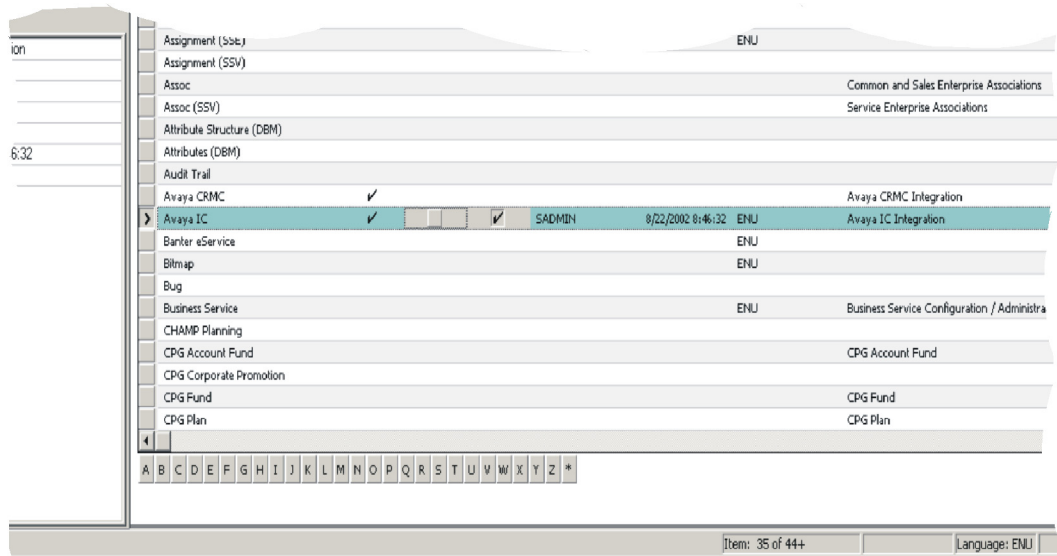 ion
6:32
Assignment (SSE) ENU
Assignment (SSV)
Assoc Common and Sales Enterprise Associations
Assoc (SSV) Service Enterprise Associations
Attribute Structure (DBM)
Attributes (DBM)
Audit Trail
Avaya CRMC ✓ Avaya CRMC Integration
Avaya IC ✓ ✓ SADMIN 8/22/2002 8:46:32 ENU Avaya IC Integration
Banter eService ENU
Bitmap ENU
Bug
Business Service ENU Business Service Configuration / Administra
CHAMP Planning
CPG Account Fund CPG Account Fund
CPG Corporate Promotion
CPG Fund CPG Fund
CPG Plan CPG Plan
A B C D E F G H I J K L M N O P Q R S T U V W X Y Z *
Item: 35 of 44+ Language: ENU